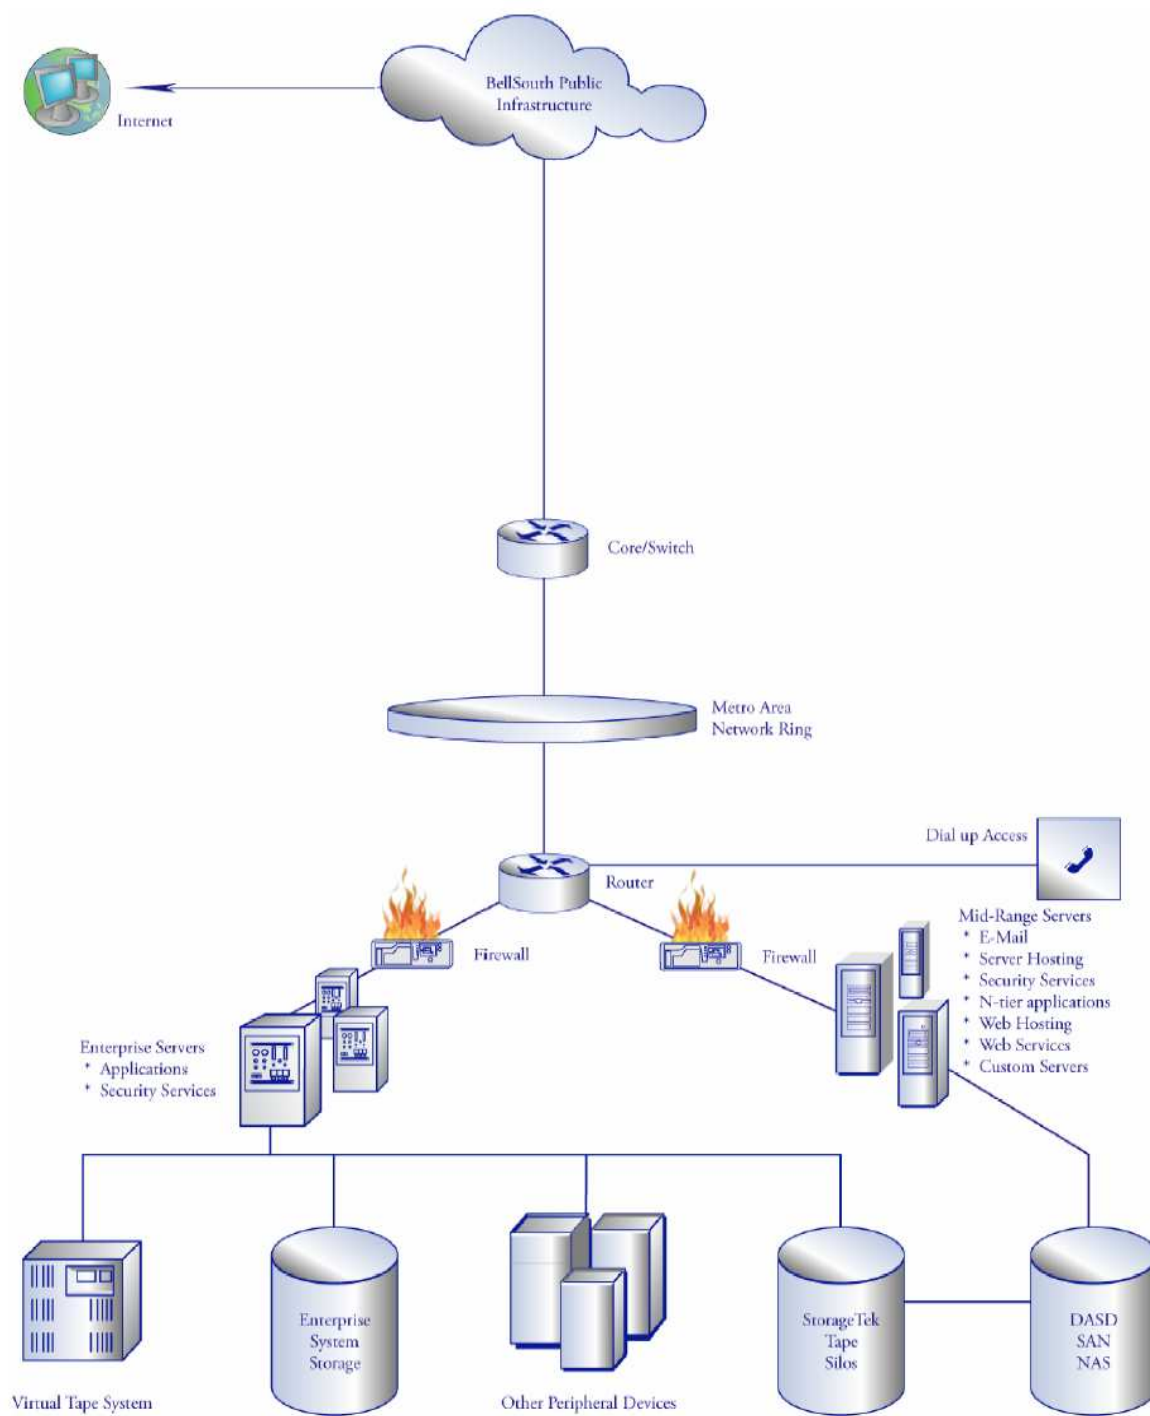 BellSouth Public
Infrastructure
Internet
Core/Switch
Metro Area
Network Ring
Dial up Access
Router
Firewall
Firewall
Mid-Range Servers
* E-Mail
* Server Hosting
* Security Services
* N-tier applications
* Web Hosting
* Web Services
* Custom Servers
Enterprise Servers
* Applications
* Security Services
Virtual Tape System
Enterprise
System
Storage
Other Peripheral Devices
StorageTek
Tape
Silos
DASD
SAN
NAS